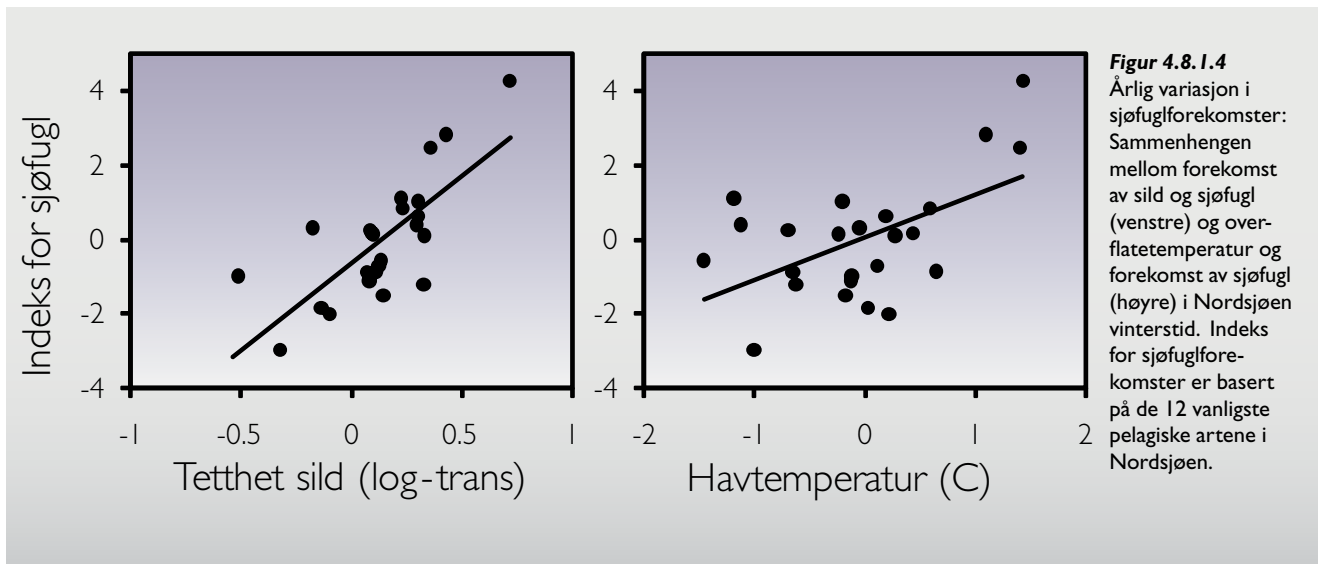 Indeks for sjøfugl
4
2
0
-2
-4
-1
-0.5
0
0.5
1
Tetthet sild (log-trans)
4
2
0
-2
-4
-2
-1
0
1
2
Havtemperatur (C)
Figur 4.8.1.4
Årlig variasjon i
sjøfuglforekomster:
Sammenhengen
mellom forekomst
av sild og sjøfugl
(venstre) og over-
flatetemperatur og
forekomst av sjøfugl
(høyre) i Nordsjøen
vinterstid. Indeks
for sjøfuglfore-
komster er basert
på de 12 vanligste
pelagiske artene i
Nordsjøen.